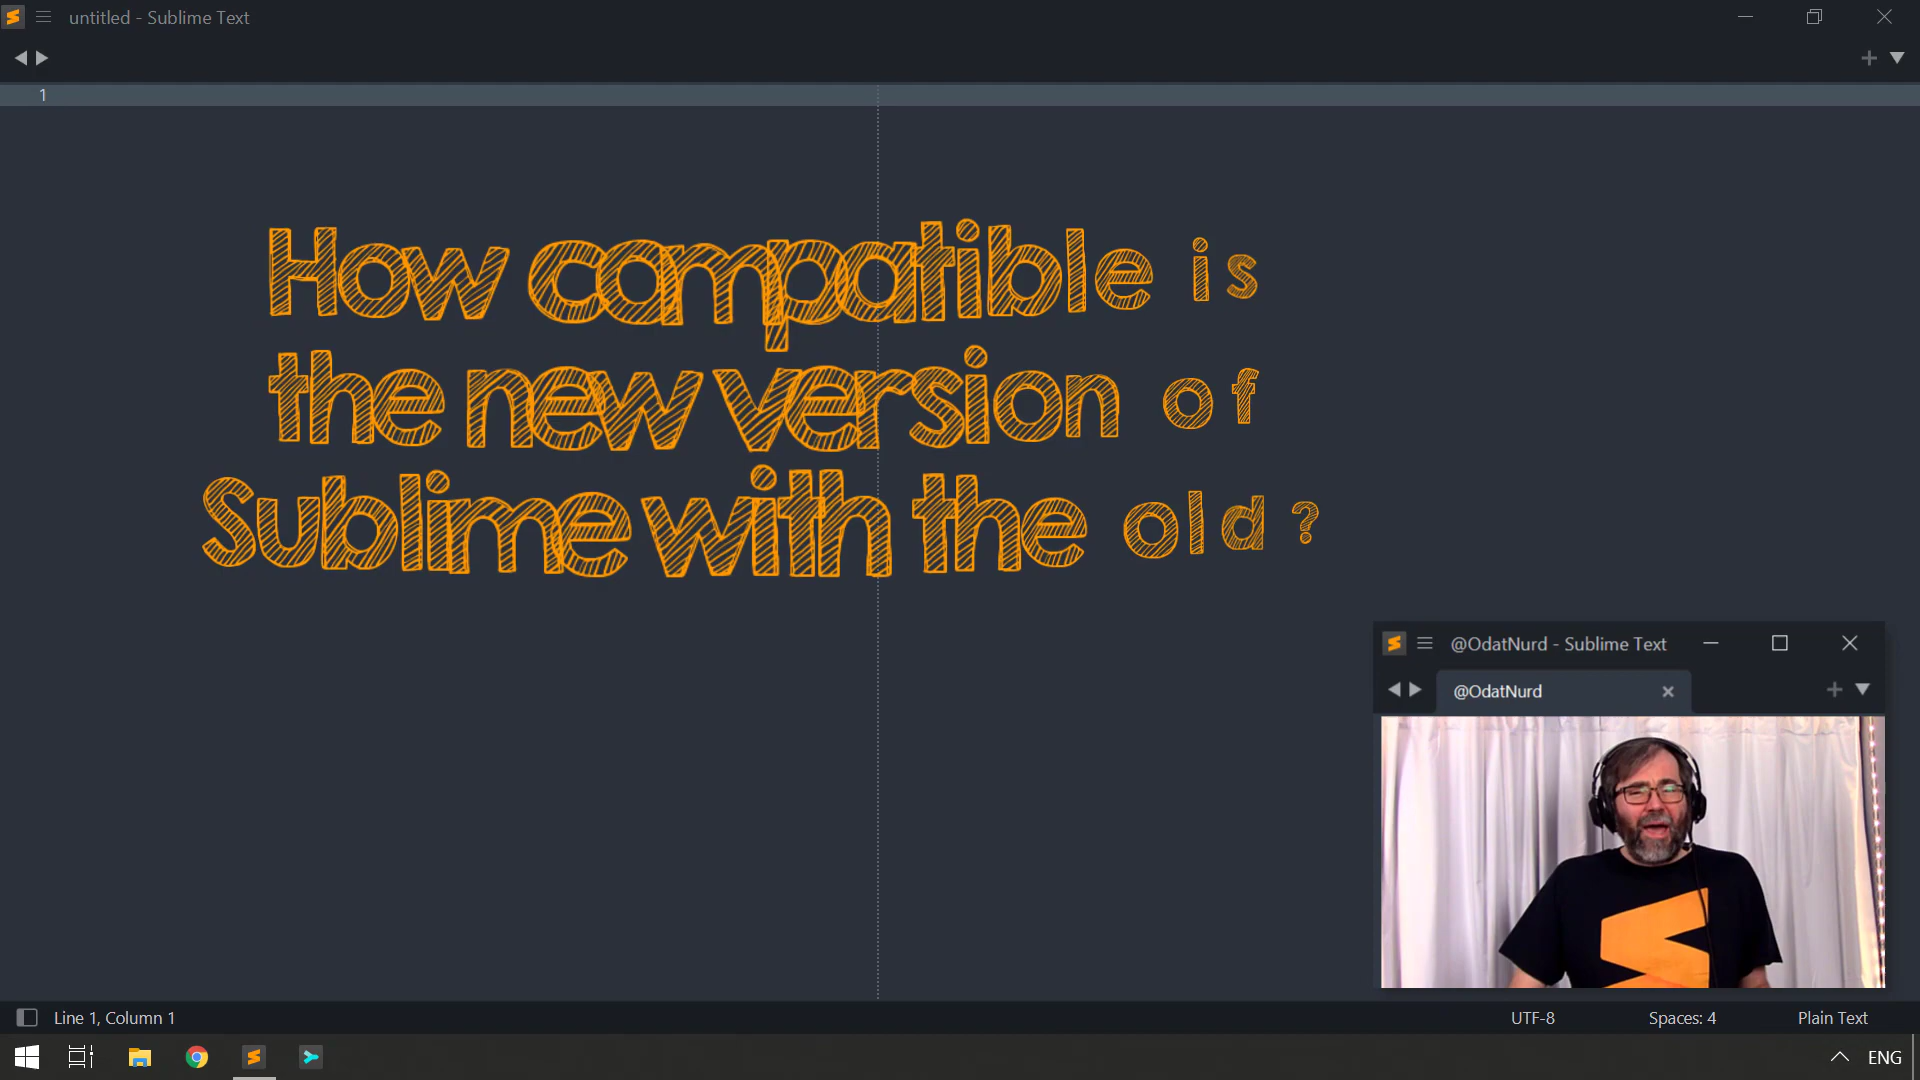 untitled - Sublime Text
1
How compatible is
the new version of
Sublime with the old?
@OdatNurd - Sublime Text
@OdatNurd
Line 1, Column 1
UTF-8
Spaces: 4
Plain Text
ENG